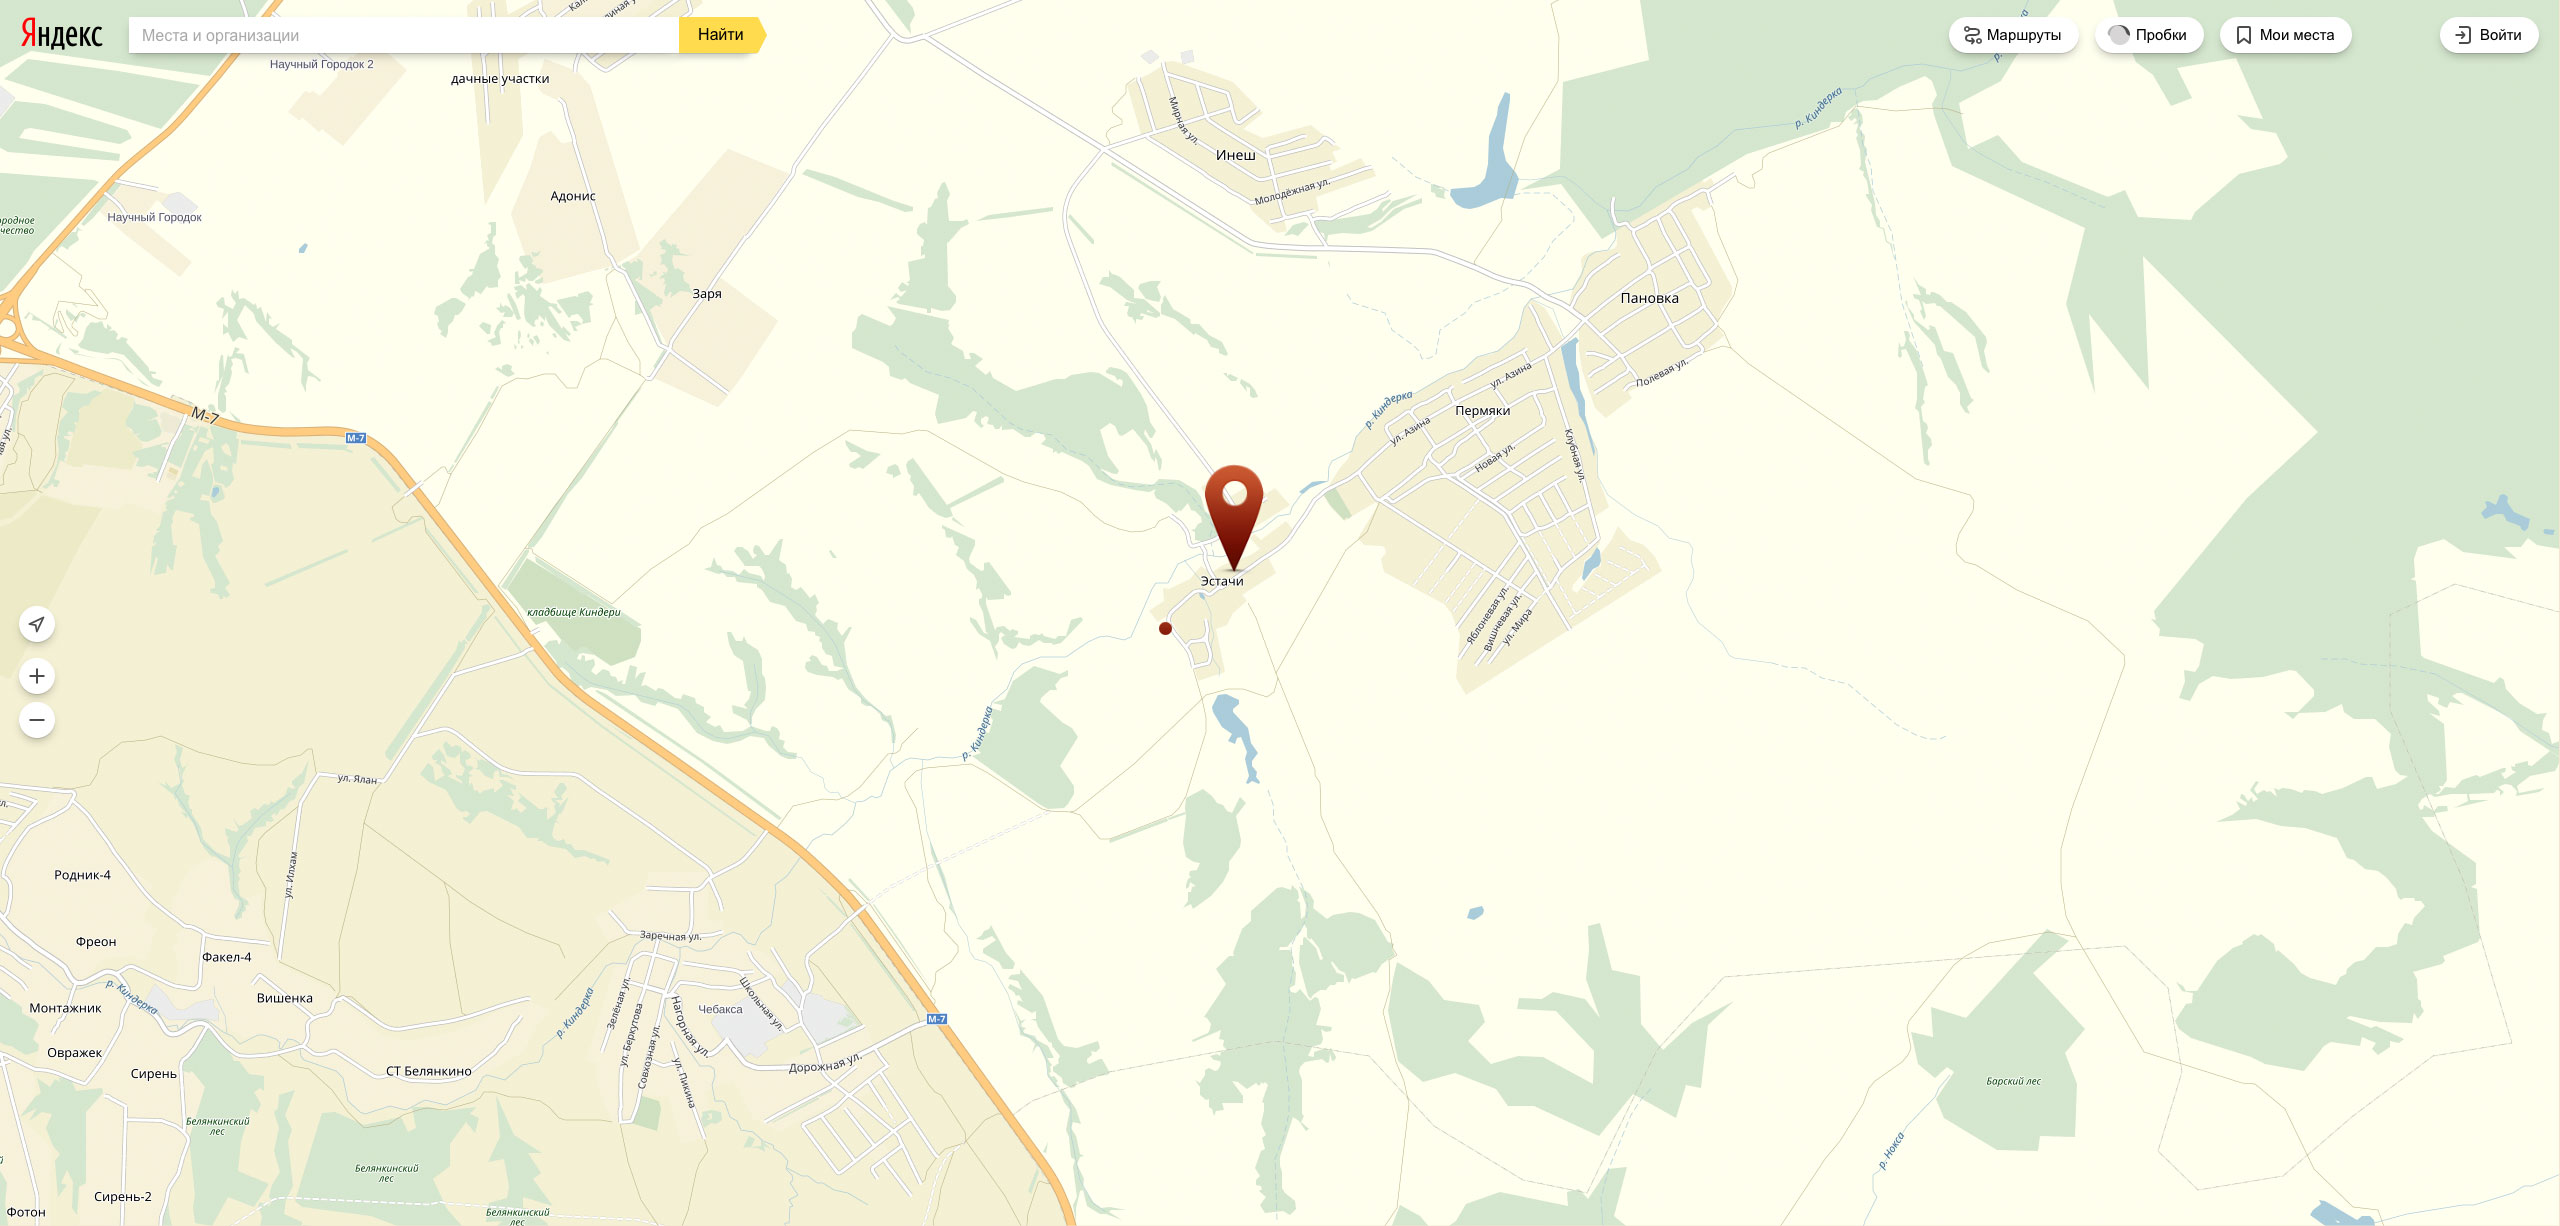 Яндекс
Места и организации
Найти
Маршруты
Пробки
Мои места
Войти
Научный Городок 2
дачные участки
р. Киндерка
Мирная ул.
Инеш
Молодёжная ул.
Адонис
Научный Городок
Заря
Пановка
Полевая ул.
ул. Азина
р. Киндерка
Пермяки
ул. Азина
Новая ул.
Клубная ул.
М-7
М-7
Эстачи
кладбище Киндери
Яблоневая ул.
Вишневая ул.
ул. Мира
р. Киндерка
ул. Ялан
ул. Илхам
Родник-4
Фреон
Факел-4
Заречная ул.
р. Киндерка
Вишенка
Монтажник
р. Киндерка
Зелёная ул.
ул. Беркутова
Совхозная ул.
Нагорная ул.
ул. Пикина
Школьная ул.
Чебакса
М-7
Дорожная ул.
Овражек
Сирень
СТ Белянкино
Барский лес
Белянкинский
лес
р. Нокса
Белянкинский
лес
Сирень-2
Фотон
Белянкинский
лес